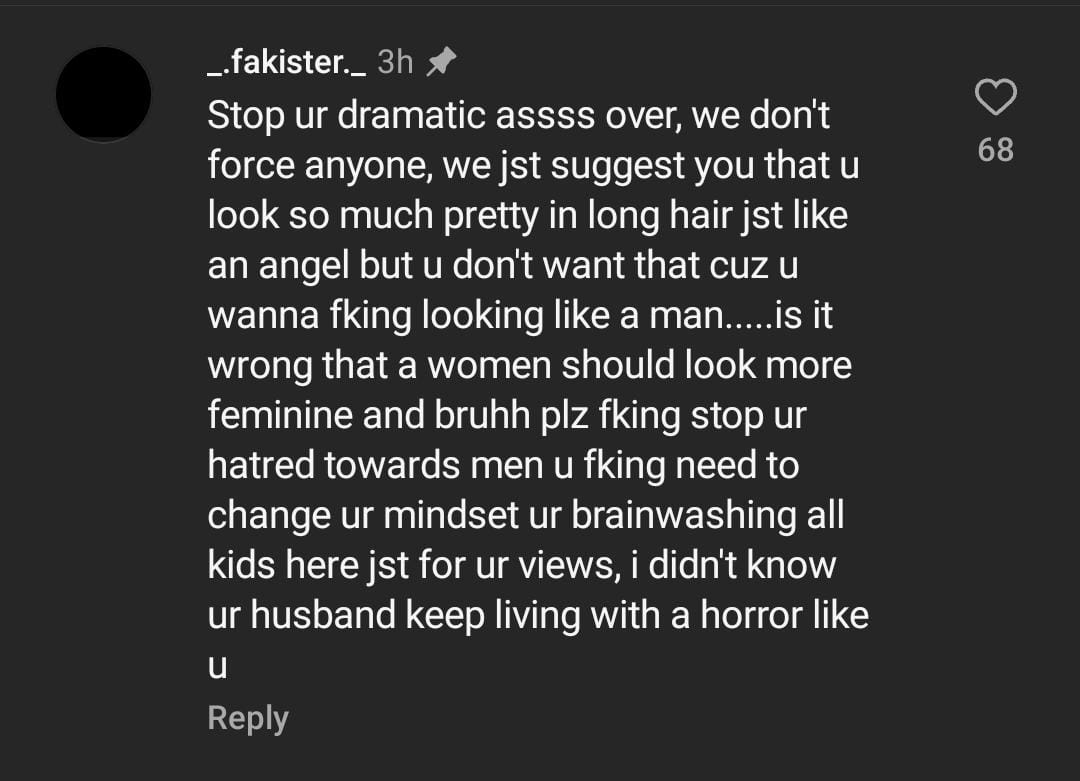 _.fakister._ 3h
Stop ur dramatic assss over, we don't
force anyone, we jst suggest you that u
look so much pretty in long hair jst like
an angel but u don't want that cuz u
wanna fking looking like a man.....is it
wrong that a women should look more
feminine and bruhh plz fking stop ur
hatred towards men u fking need to
change ur mindset ur brainwashing all
kids here jst for ur views, i didn't know
ur husband keep living with a horror like
u
Reply
68